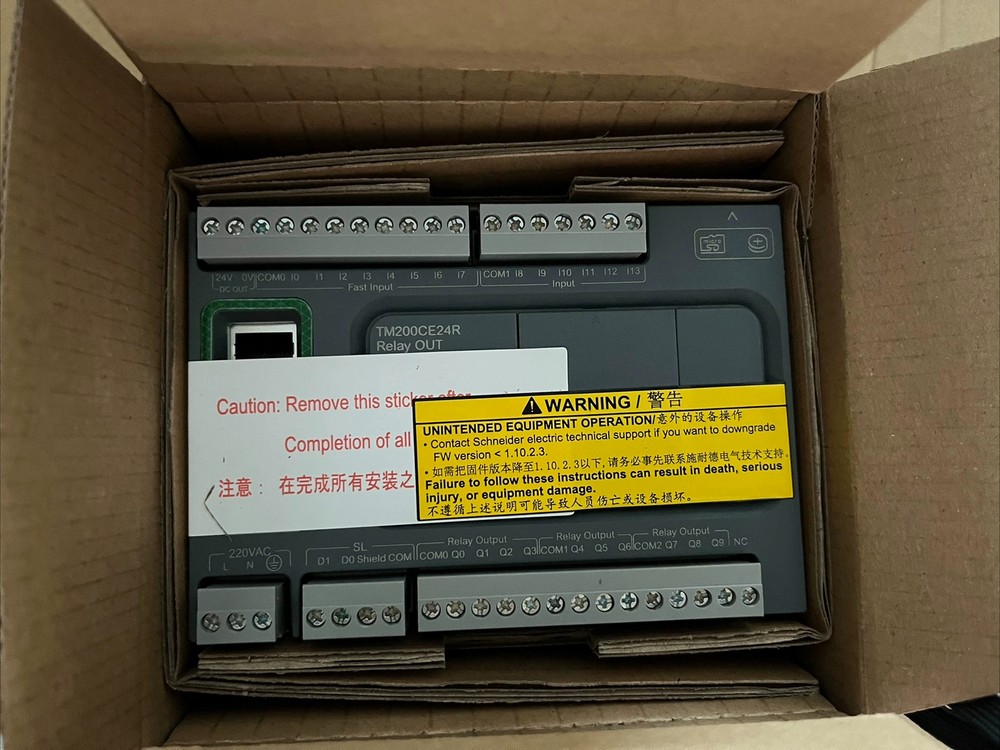 micro SD
24V 0V COM0 I0 I1 I2 I3 I4 I5 I6 I7 COM1 I8 I9 I10 I11 I12 I13
DC OUT Fast Input Input
TM200CE24R
Relay OUT
Caution: Remove this sticker after
Completion of all
注意： 在完成所有安装之
WARNING / 警告
UNINTENDED EQUIPMENT OPERATION/意外的设备操作
• Contact Schneider electric technical support if you want to downgrade
FW version < 1.10.2.3.
• 如需把固件版本降至1.10.2.3以下,请务必事先联系施耐德电气技术支持.
Failure to follow these instructions can result in death, serious
injury, or equipment damage.
不遵循上述说明可能导致人员伤亡或设备损坏。
220VAC SL Relay Output Relay Output Relay Output
L N D1 D0 Shield COM COM0 Q0 Q1 Q2 Q3 COM1 Q4 Q5 Q6 COM2 Q7 Q8 Q9 NC